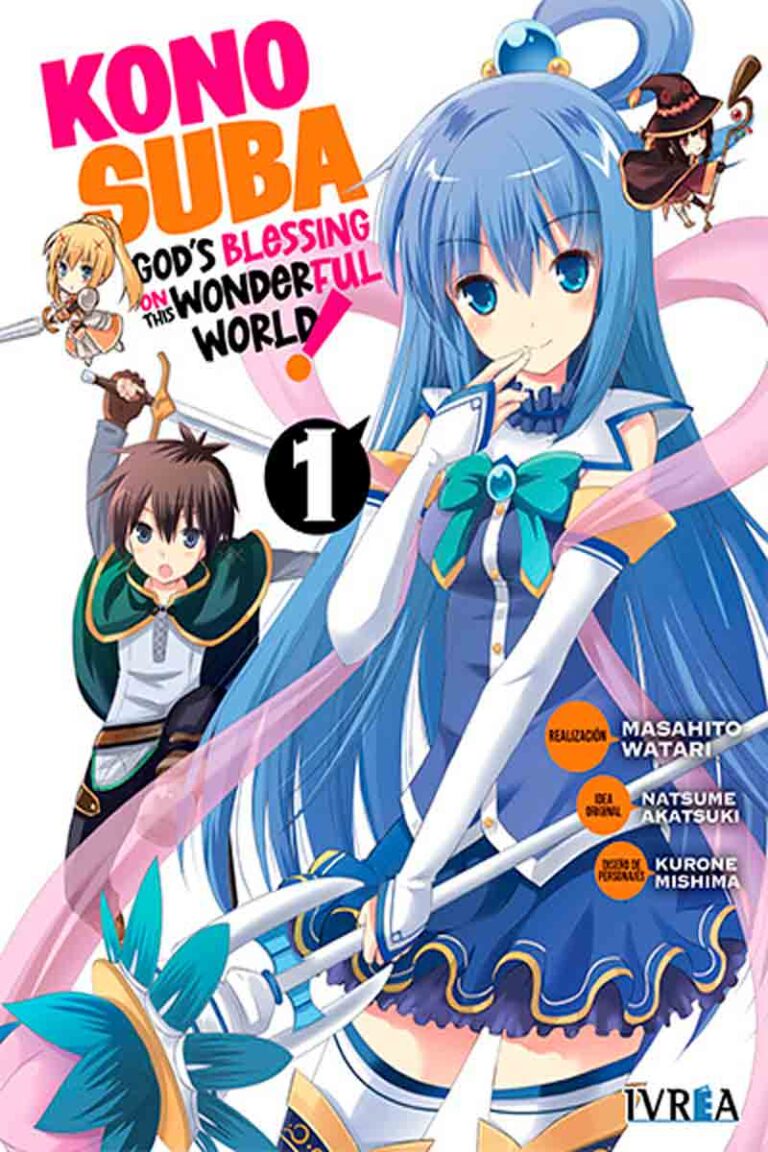 KONO
SUBA
GOD'S BLESSING
ON THIS WONDERFUL
WORLD!
1
REALIZACIÓN
MASAHITO
WATARI
IDEA
ORIGINAL
NATSUME
AKATSUKI
DISEÑO DE
PERSONAJES
KURONE
MISHIMA
IVREA